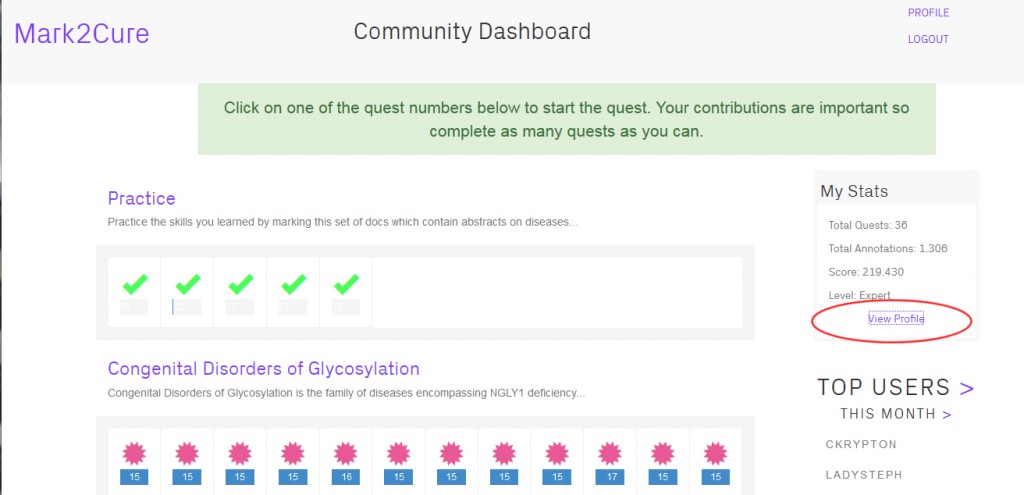 Mark2Cure
Community Dashboard
PROFILE
LOGOUT
Click on one of the quest numbers below to start the quest. Your contributions are important so
complete as many quests as you can.
Practice
Practice the skills you learned by marking this set of docs which contain abstracts on diseases...
Congenital Disorders of Glycosylation
Congenital Disorders of Glycosylation is the family of diseases encompassing NGLY1 deficiency...
15 15 15 15 16 15 15 15 15 17 15 15
My Stats
Total Quests: 36
Total Annotations: 1,306
Score: 219,430
Level: Expert
View Profile
TOP USERS >
THIS MONTH >
CKRYPTON
LADYSTEPH